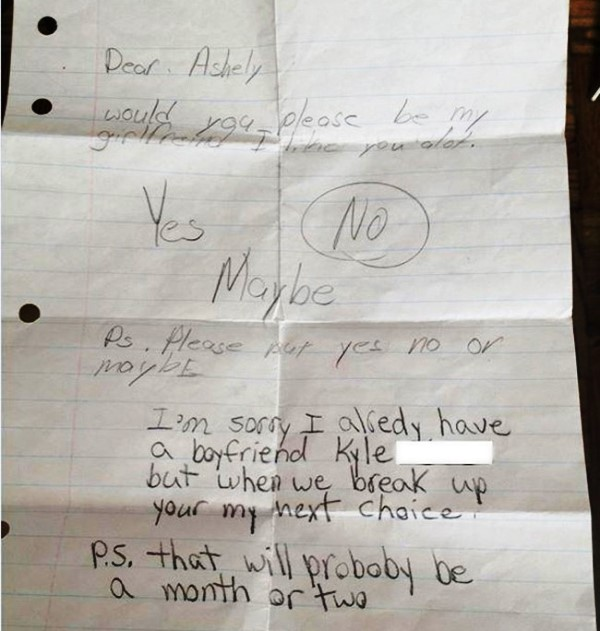 Dear. Ashely
would you please be my
girlfreind I like you alot.
Yes NO
Maybe
Ps. Please put yes no or
maybE
I'm sorry I alredy have
a boyfriend Kyle
but when we break up
your my next choice.
P.S. that will proboby be
a month or two